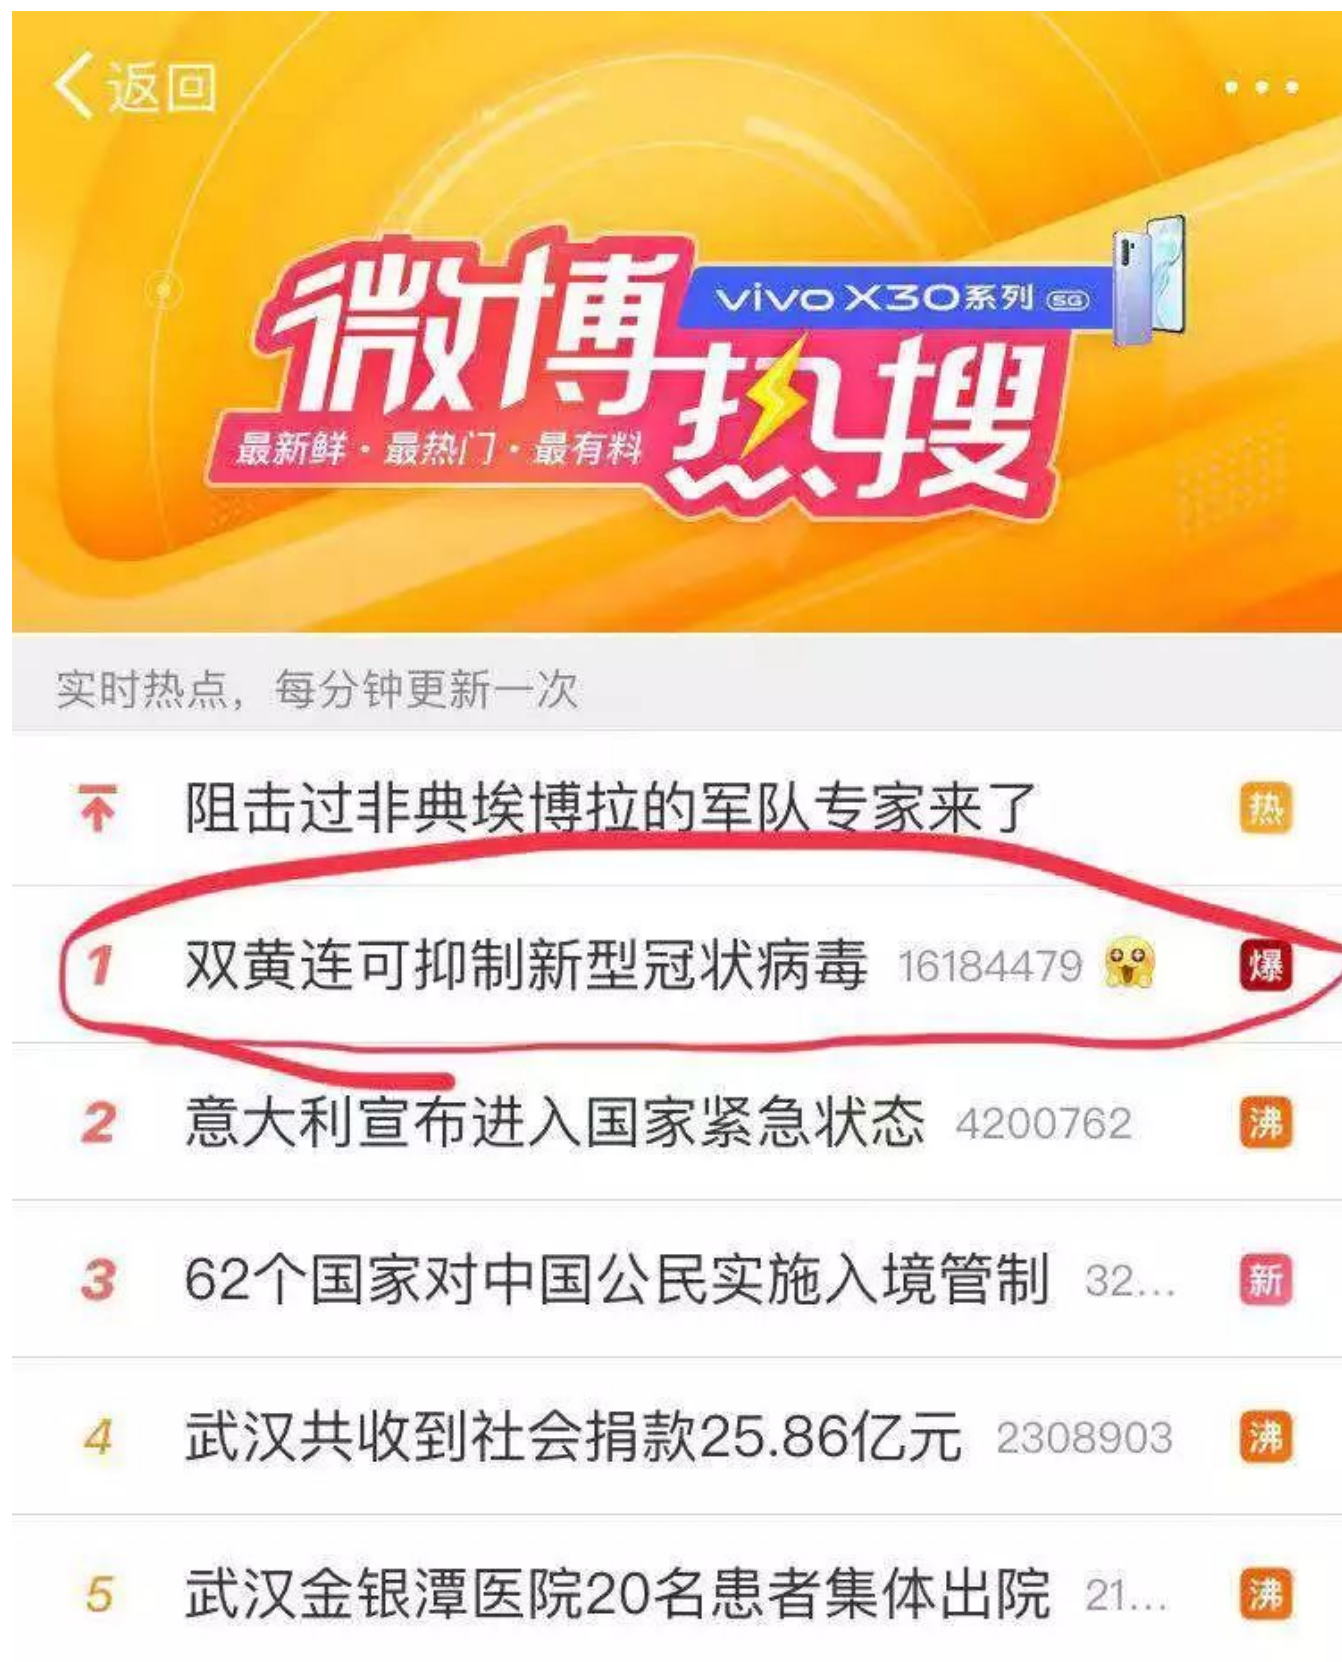 返回
微博
vivo X30系列 5G
热搜
最新鲜·最热门·最有料
实时热点，每分钟更新一次
阻击过非典埃博拉的军队专家来了 热
1 双黄连可抑制新型冠状病毒 16184479 爆
2 意大利宣布进入国家紧急状态 4200762 沸
3 62个国家对中国公民实施入境管制 32... 新
4 武汉共收到社会捐款25.86亿元 2308903 沸
5 武汉金银潭医院20名患者集体出院 21... 沸